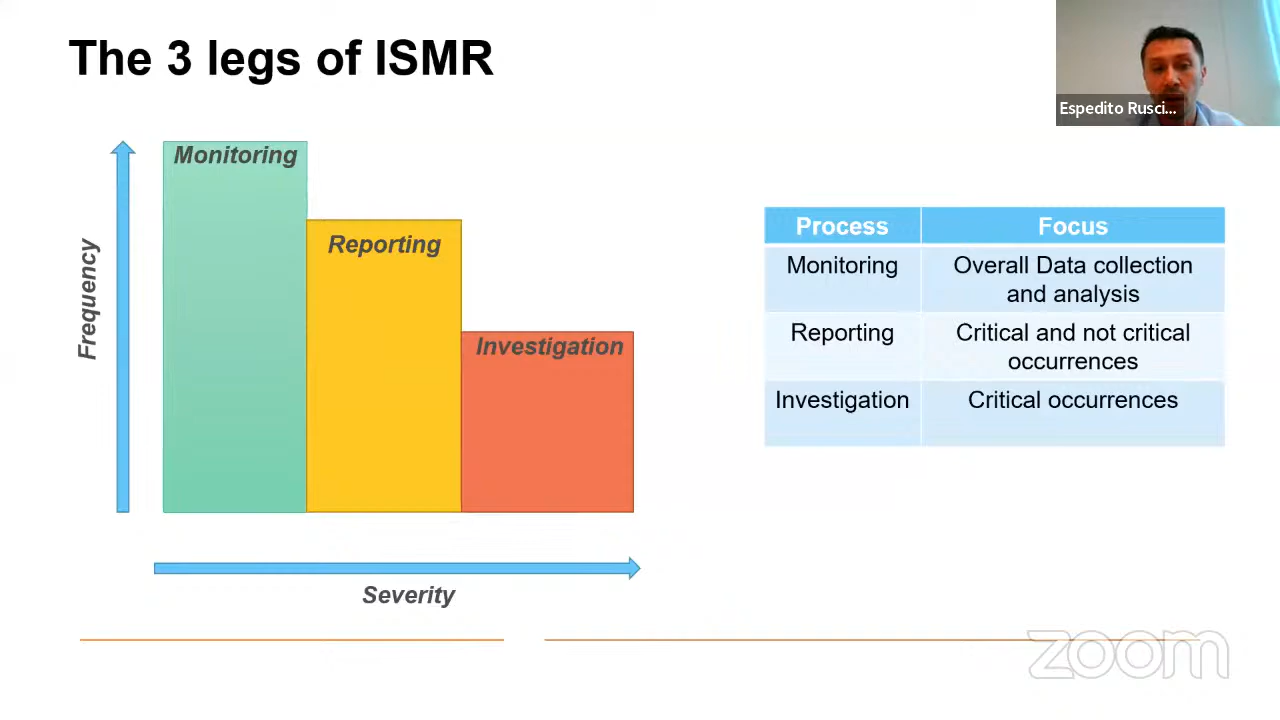 The 3 legs of ISMR
Espedito Rusci...
Monitoring
Reporting
Investigation
Frequency
Severity
Process Focus
Monitoring Overall Data collection
and analysis
Reporting Critical and not critical
occurrences
Investigation Critical occurrences
zoom